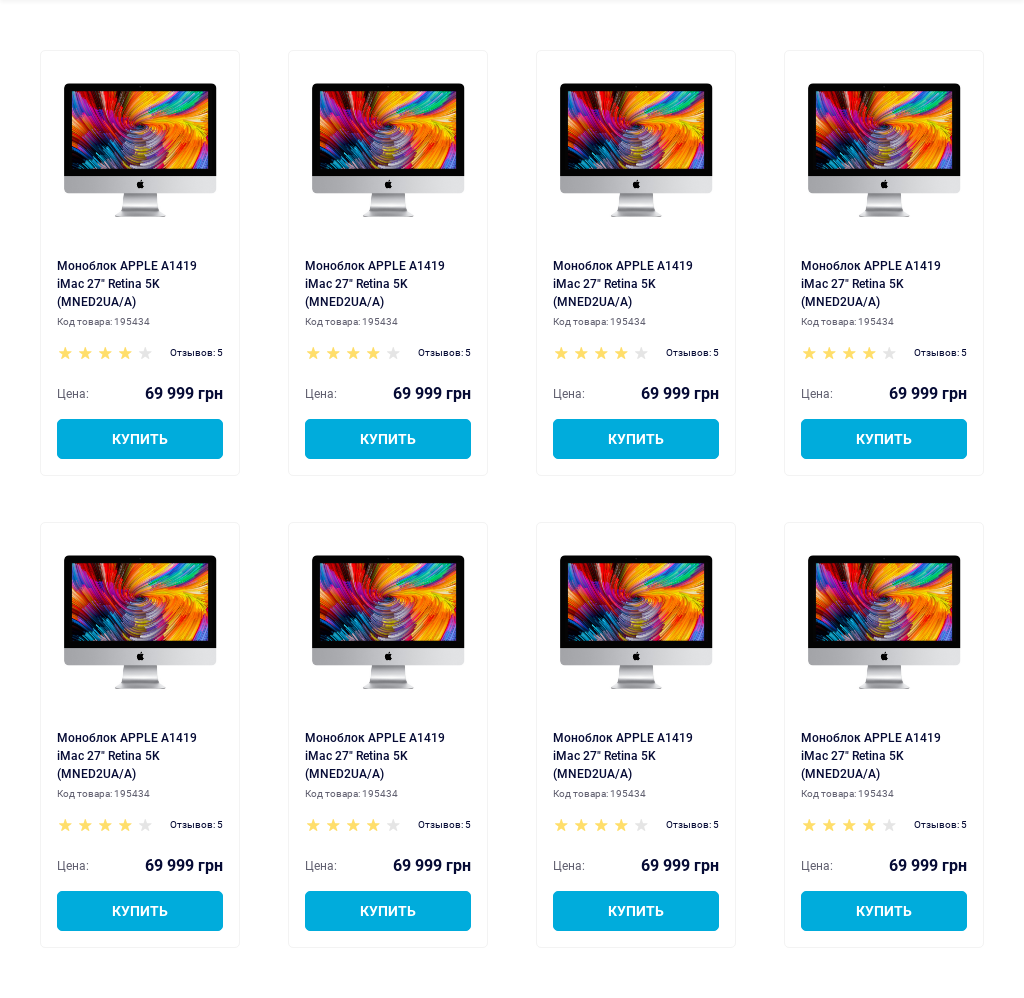 Моноблок APPLE A1419
iMac 27" Retina 5K
(MNED2UA/A)
Код товара: 195434
Отзывов: 5
Цена: 69 999 грн
КУПИТЬ
Моноблок APPLE A1419
iMac 27" Retina 5K
(MNED2UA/A)
Код товара: 195434
Отзывов: 5
Цена: 69 999 грн
КУПИТЬ
Моноблок APPLE A1419
iMac 27" Retina 5K
(MNED2UA/A)
Код товара: 195434
Отзывов: 5
Цена: 69 999 грн
КУПИТЬ
Моноблок APPLE A1419
iMac 27" Retina 5K
(MNED2UA/A)
Код товара: 195434
Отзывов: 5
Цена: 69 999 грн
КУПИТЬ
Моноблок APPLE A1419
iMac 27" Retina 5K
(MNED2UA/A)
Код товара: 195434
Отзывов: 5
Цена: 69 999 грн
КУПИТЬ
Моноблок APPLE A1419
iMac 27" Retina 5K
(MNED2UA/A)
Код товара: 195434
Отзывов: 5
Цена: 69 999 грн
КУПИТЬ
Моноблок APPLE A1419
iMac 27" Retina 5K
(MNED2UA/A)
Код товара: 195434
Отзывов: 5
Цена: 69 999 грн
КУПИТЬ
Моноблок APPLE A1419
iMac 27" Retina 5K
(MNED2UA/A)
Код товара: 195434
Отзывов: 5
Цена: 69 999 грн
КУПИТЬ